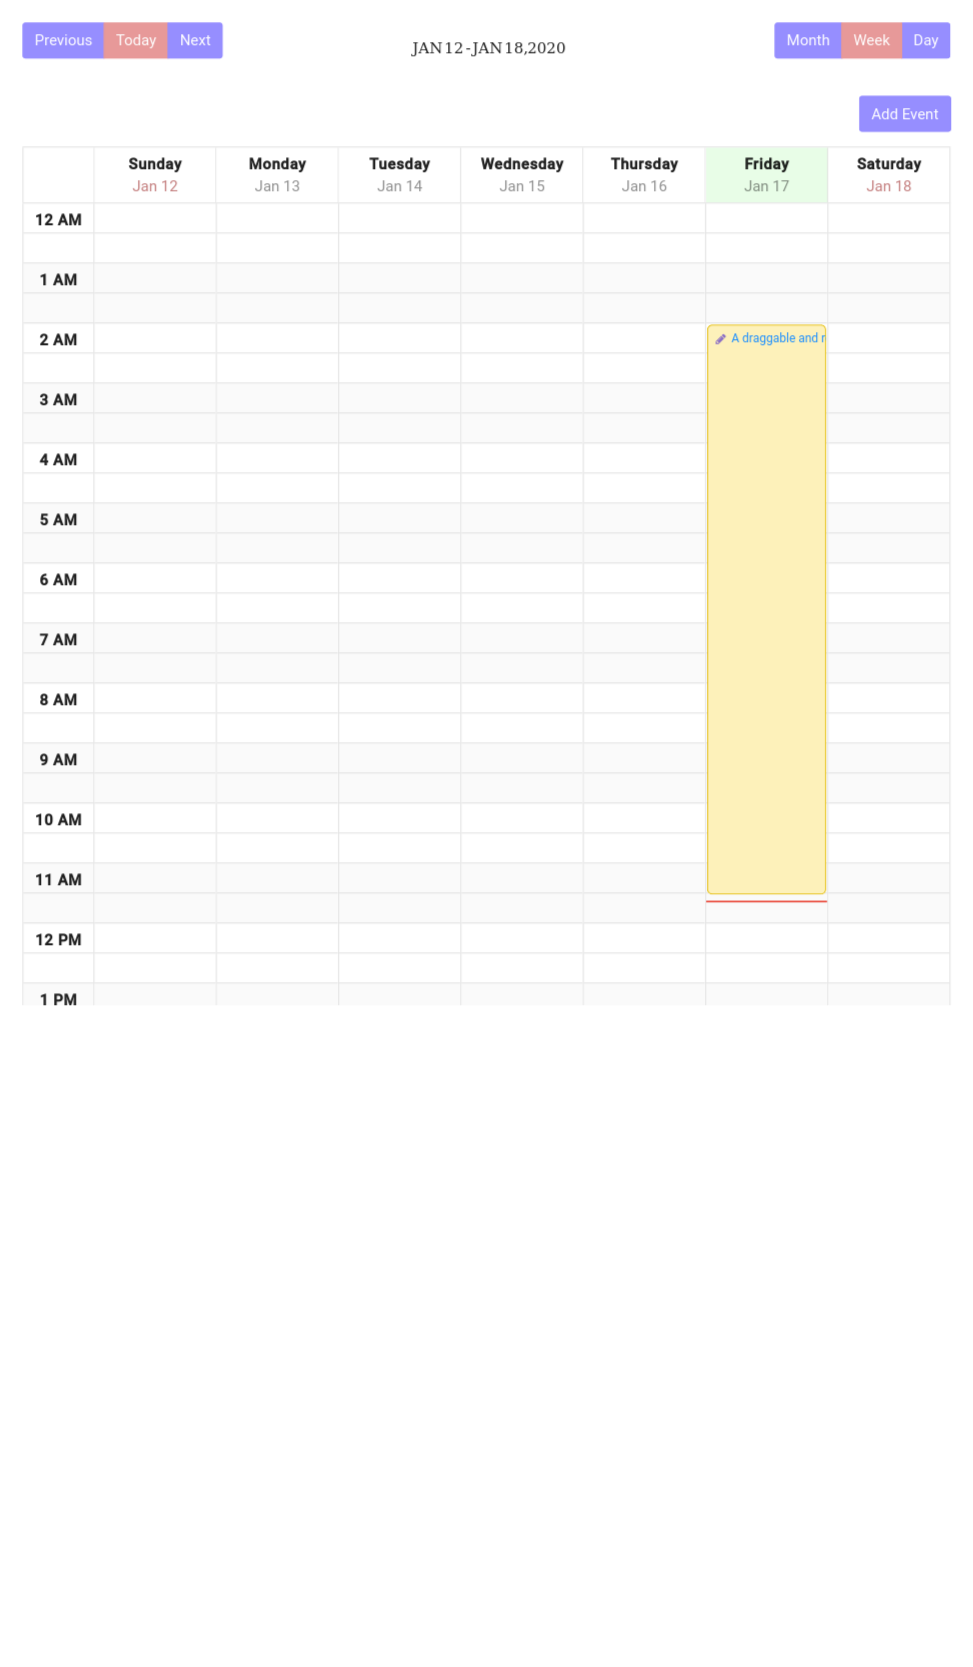 Previous Today Next
JAN 12 - JAN 18, 2020
Month Week Day
Add Event
Sunday Monday Tuesday Wednesday Thursday Friday Saturday
Jan 12 Jan 13 Jan 14 Jan 15 Jan 16 Jan 17 Jan 18
12 AM
1 AM
2 AM A draggable and r
3 AM
4 AM
5 AM
6 AM
7 AM
8 AM
9 AM
10 AM
11 AM
12 PM
1 PM